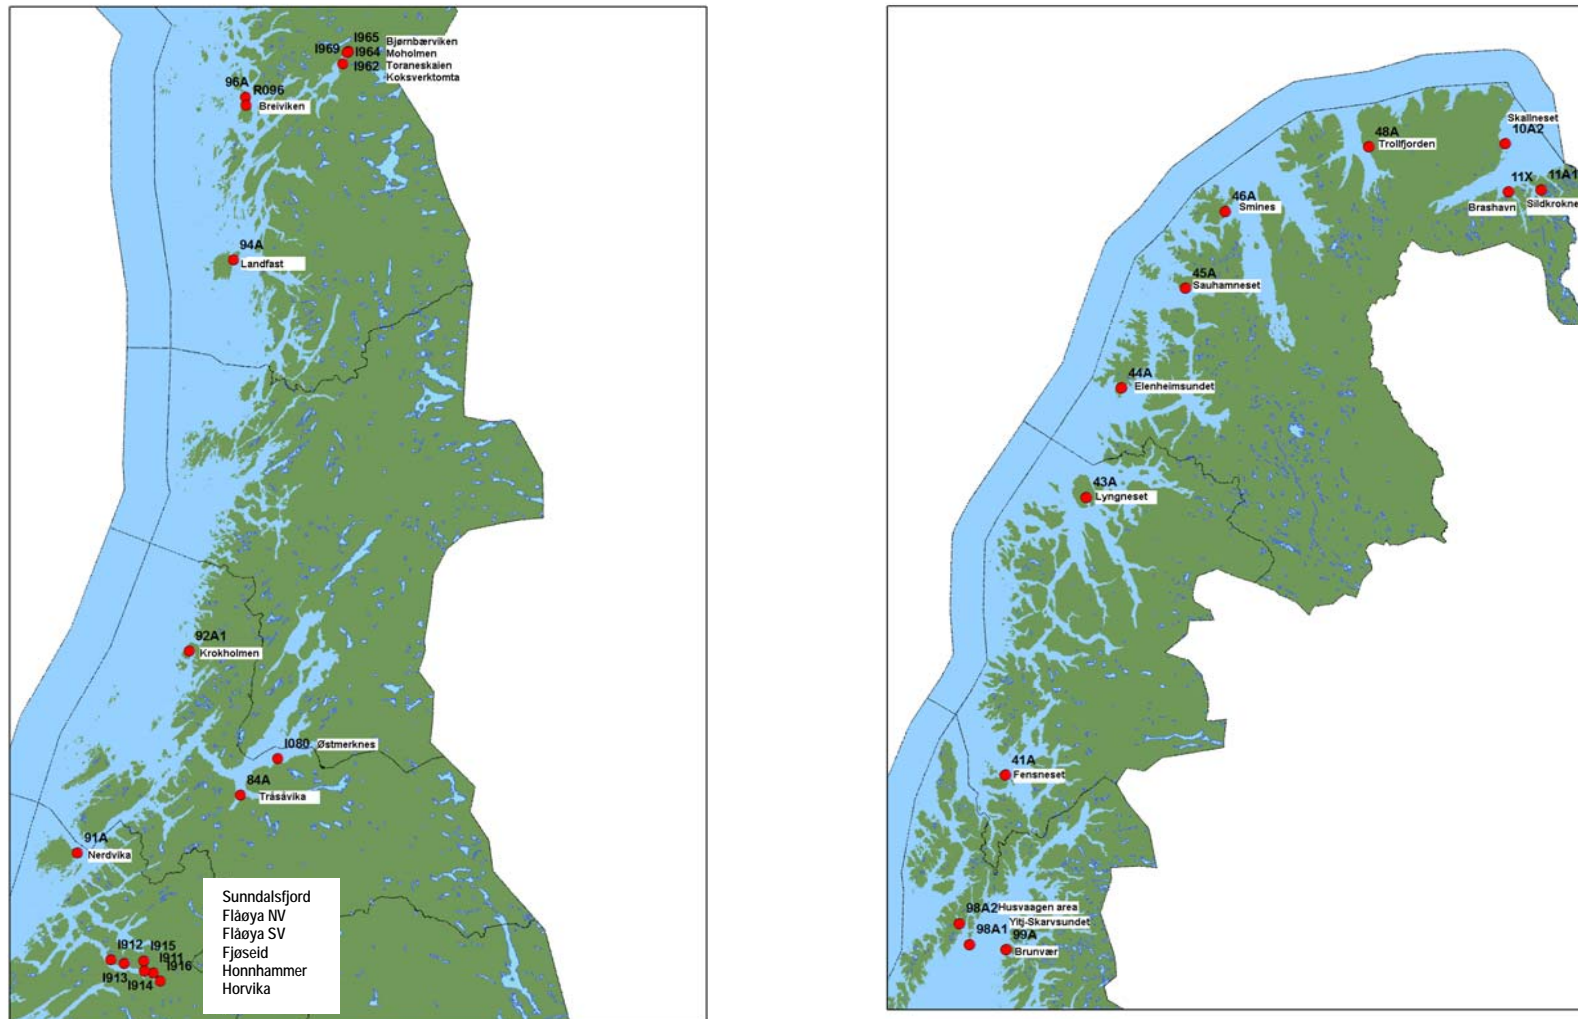 I965
Bjørnbærviken
I969
I964
Moholmen
I962
Toraneskaien
Koksverktomta
96A
R096
Breiviken
94A
Landfast
92A1
Krokholmen
I080
Østmerknes
84A
Tråsåvika
91A
Nerdvika
Sunndalsfjord
Flåøya NV
Flåøya SV
Fjøseid
Honnhammer
Horvika
I912
I915
I911
I916
I913
I914
Skallneset
10A2
48A
Trollfjorden
11X
11A1
Brashavn
Sildkrokne
46A
Smines
45A
Sauhamneset
44A
Elenheimsundet
43A
Lyngneset
41A
Fensneset
98A2
Husvaagen area
Yitj-Skarvsundet
98A1
99A
Brunvær